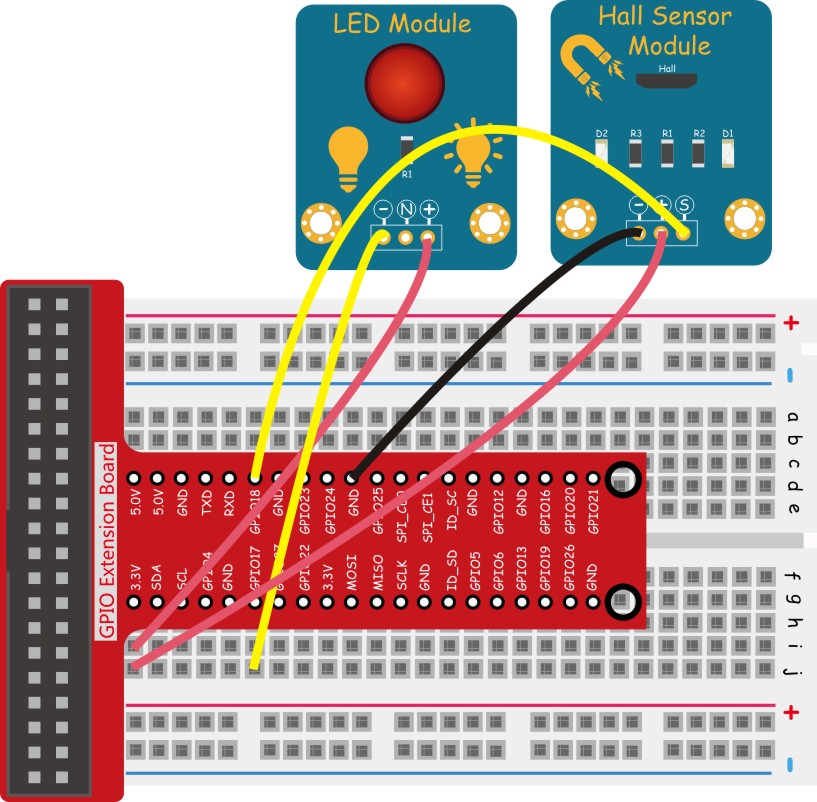 LED Module
R1
−
N
+
Hall Sensor
Module
Hall
D2
R3
R1
R2
D1
−
+
S
+
-
a
b
c
d
e
GPIO Extension Board
5.0V
5.0V
GND
TXD
RXD
GPIO18
GND
GPIO23
GPIO24
GND
GPIO25
SPI_CE0
SPI_CE1
ID_SC
GND
GPIO12
GND
GPIO16
GPIO20
GPIO21
3.3V
SDA
SCL
GPIO4
GND
GPIO17
GPIO27
GPIO22
3.3V
MOSI
MISO
SCLK
GND
ID_SD
GPIO5
GPIO6
GPIO13
GPIO19
GPIO26
GND
f
g
h
i
j
+
-